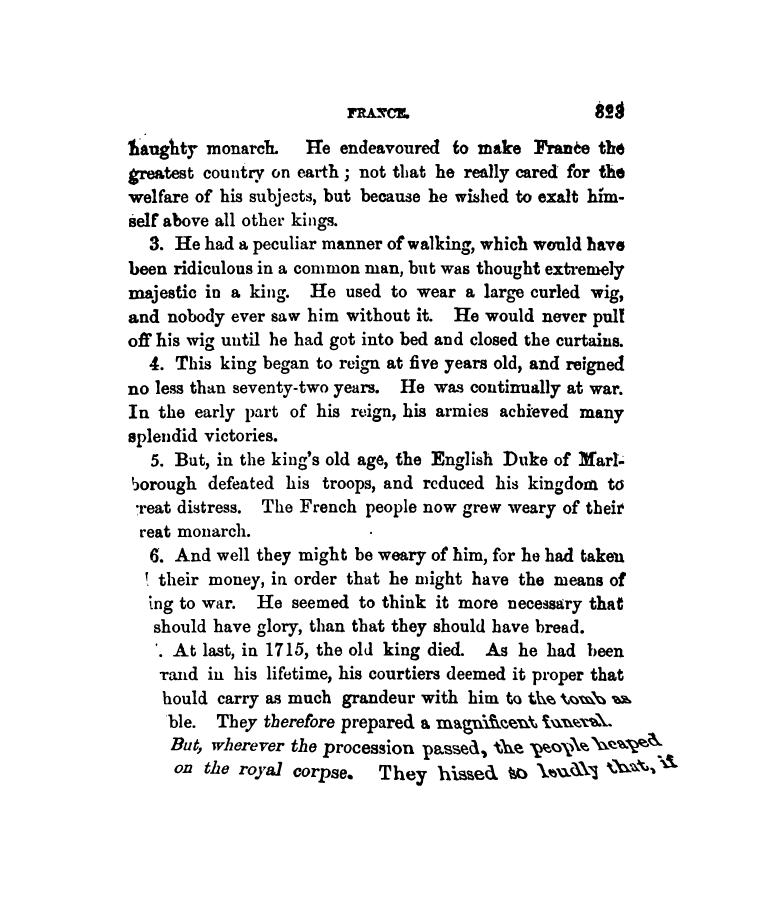 FRANCE. 323
haughty monarch. He endeavoured to make France the
greatest country on earth ; not that he really cared for the
welfare of his subjects, but because he wished to exalt him-
self above all other kings.
3. He had a peculiar manner of walking, which would have
been ridiculous in a common man, but was thought extremely
majestic in a king. He used to wear a large curled wig,
and nobody ever saw him without it. He would never pull
off his wig until he had got into bed and closed the curtains.
4. This king began to reign at five years old, and reigned
no less than seventy-two years. He was continually at war.
In the early part of his reign, his armies achieved many
splendid victories.
5. But, in the king's old age, the English Duke of Marl-
borough defeated his troops, and reduced his kingdom to
reat distress. The French people now grew weary of their
reat monarch.
6. And well they might be weary of him, for he had taken
their money, in order that he might have the means of
ing to war. He seemed to think it more necessary that
should have glory, than that they should have bread.
. At last, in 1715, the old king died. As he had been
rand in his lifetime, his courtiers deemed it proper that
hould carry as much grandeur with him to the tomb as
ble. They therefore prepared a magnificent funeral.
But, wherever the procession passed, the people heaped
on the royal corpse. They hissed so loudly that, if